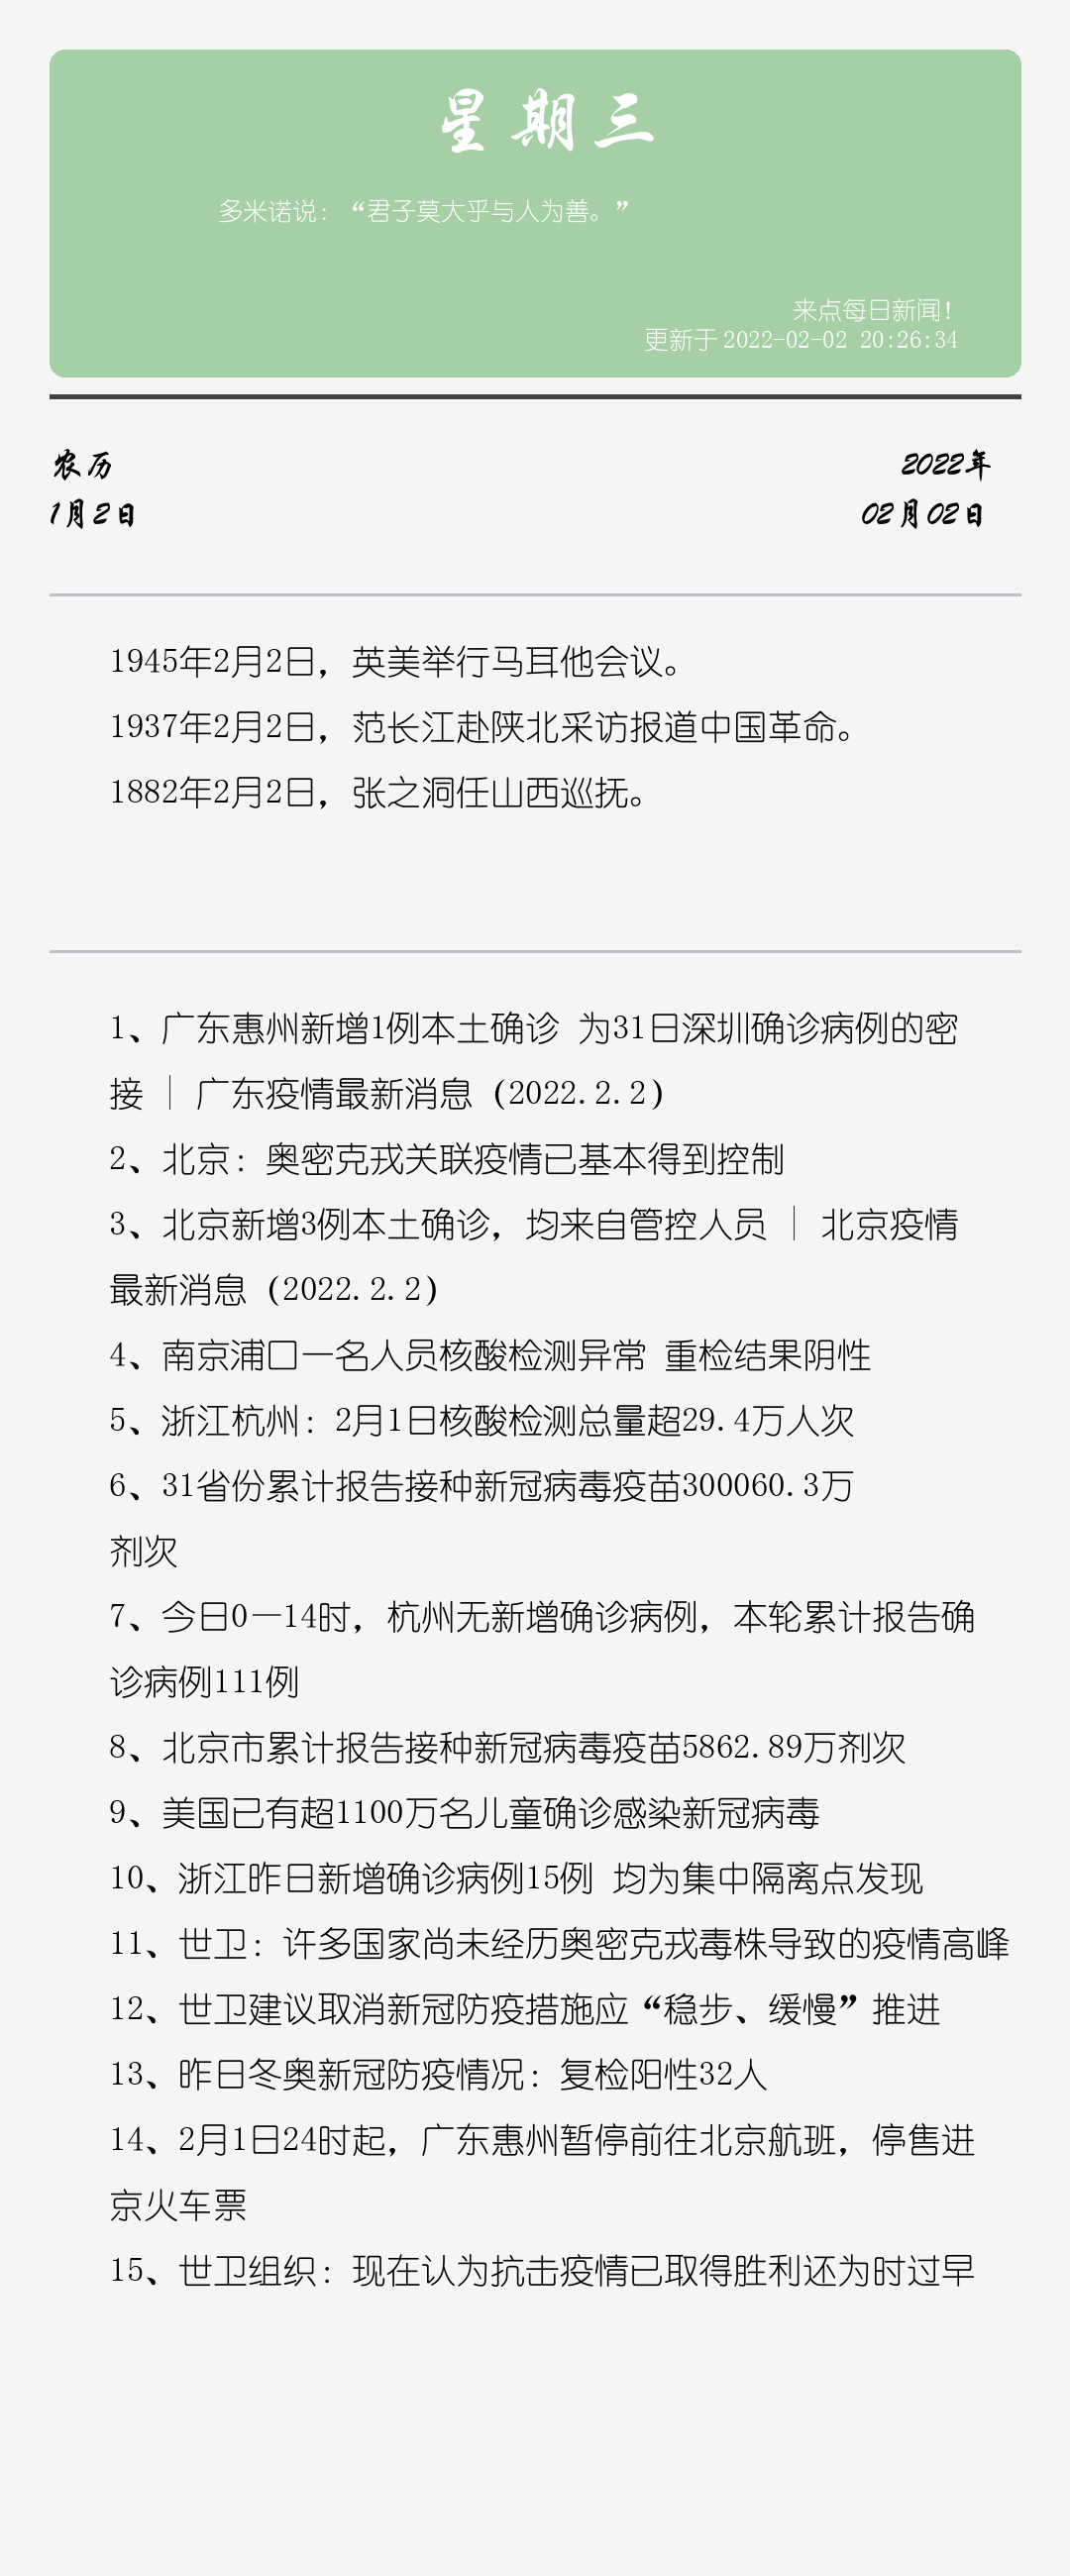 星期三
多米诺说：“君子莫大乎与人为善。”
来点每日新闻！
更新于 2022-02-02 20:26:34
农历
2022年
1月2日
02月02日
1945年2月2日，英美举行马耳他会议。
1937年2月2日，范长江赴陕北采访报道中国革命。
1882年2月2日，张之洞任山西巡抚。
1、广东惠州新增1例本土确诊 为31日深圳确诊病例的密
接 | 广东疫情最新消息（2022.2.2）
2、北京：奥密克戎关联疫情已基本得到控制
3、北京新增3例本土确诊，均来自管控人员 | 北京疫情
最新消息（2022.2.2）
4、南京浦口一名人员核酸检测异常 重检结果阴性
5、浙江杭州：2月1日核酸检测总量超29.4万人次
6、31省份累计报告接种新冠病毒疫苗300060.3万
剂次
7、今日0—14时，杭州无新增确诊病例，本轮累计报告确
诊病例111例
8、北京市累计报告接种新冠病毒疫苗5862.89万剂次
9、美国已有超1100万名儿童确诊感染新冠病毒
10、浙江昨日新增确诊病例15例 均为集中隔离点发现
11、世卫：许多国家尚未经历奥密克戎毒株导致的疫情高峰
12、世卫建议取消新冠防疫措施应“稳步、缓慢”推进
13、昨日冬奥新冠防疫情况：复检阳性32人
14、2月1日24时起，广东惠州暂停前往北京航班，停售进
京火车票
15、世卫组织：现在认为抗击疫情已取得胜利还为时过早